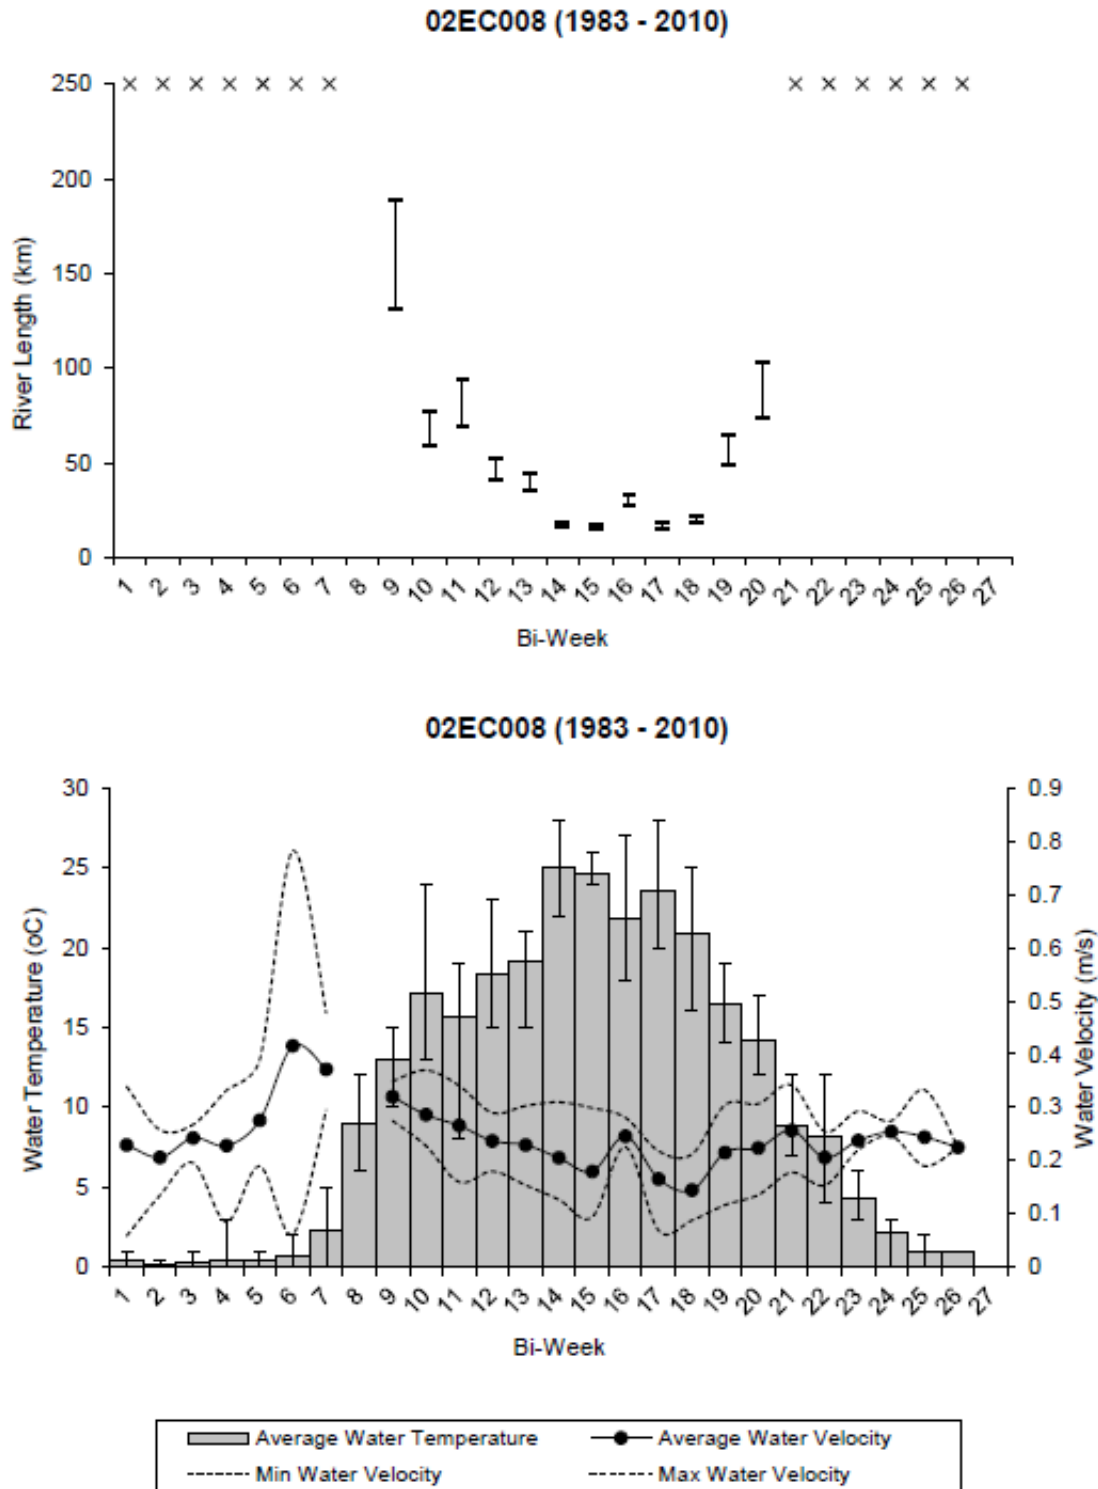 02EC008 (1983 - 2010)
250
200
150
100
50
0
River Length (km)
1 2 3 4 5 6 7 8 9 10 11 12 13 14 15 16 17 18 19 20 21 22 23 24 25 26 27
Bi-Week
02EC008 (1983 - 2010)
30
25
20
15
10
5
0
Water Temperature (oC)
0.9
0.8
0.7
0.6
0.5
0.4
0.3
0.2
0.1
0
Water Velocity (m/s)
1 2 3 4 5 6 7 8 9 10 11 12 13 14 15 16 17 18 19 20 21 22 23 24 25 26 27
Bi-Week
Average Water Temperature Average Water Velocity
Min Water Velocity Max Water Velocity